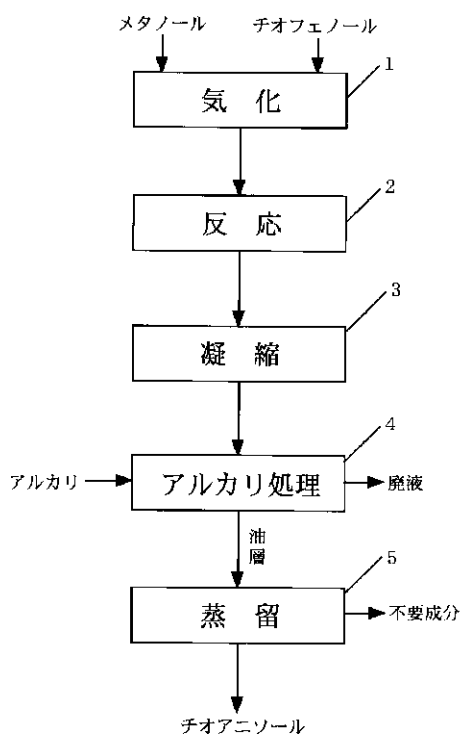 メタノール
チオフェノール
1
気化
2
反応
3
凝縮
4
アルカリ
アルカリ処理
廃液
油層
5
蒸留
不要成分
チオアニソール